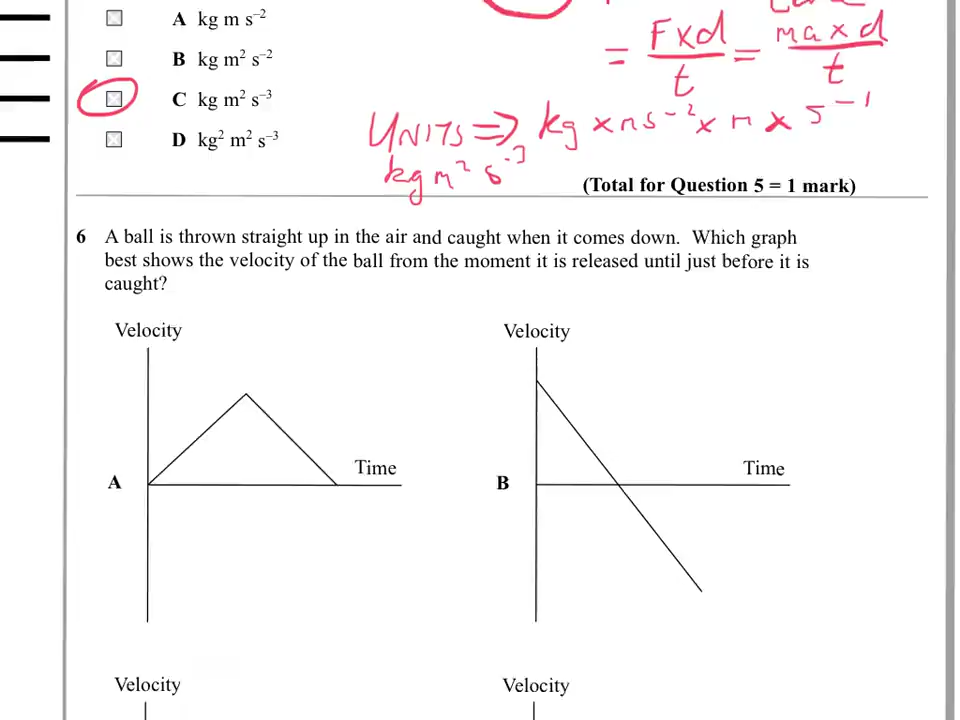 A kg m s⁻²
= F x d / t = ma x d / t
B kg m² s⁻²
C kg m² s⁻³
UNITS ⇒ kg x ms⁻² x m x s⁻¹
D kg² m² s⁻³
kg m² s⁻³
(Total for Question 5 = 1 mark)
6 A ball is thrown straight up in the air and caught when it comes down. Which graph
best shows the velocity of the ball from the moment it is released until just before it is
caught?
Velocity Velocity
Time Time
A B
Velocity Velocity